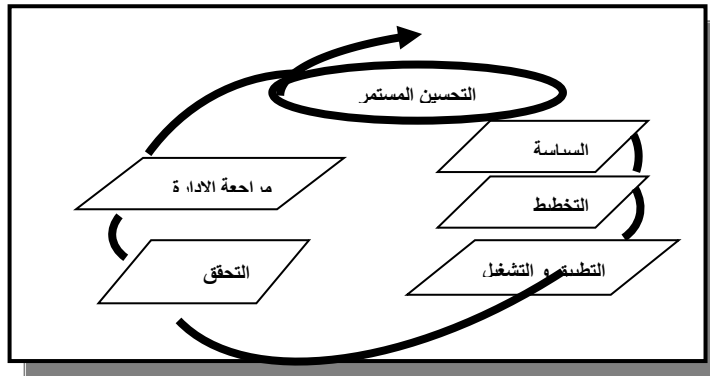 التحسين المستمر
السياسة
التخطيط
التطبيق و التشغيل
التحقق
مراجعة الادارة